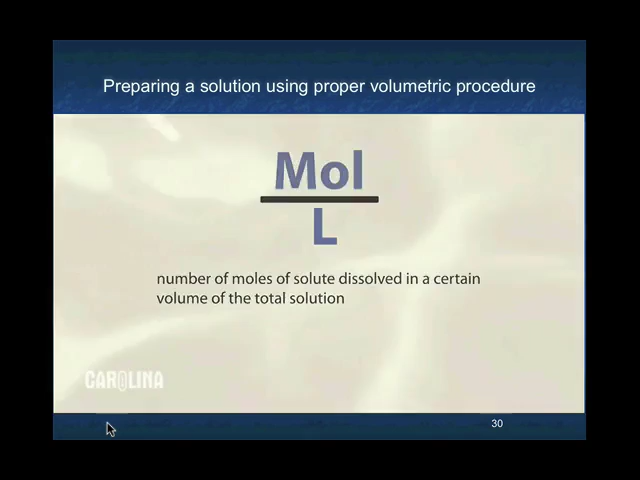 Preparing a solution using proper volumetric procedure
Mol
L
number of moles of solute dissolved in a certain
volume of the total solution
CAROLINA
30